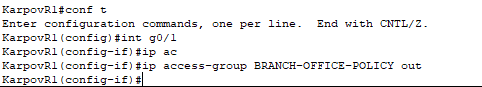 KarpovR1#conf t
Enter configuration commands, one per line.  End with CNTL/Z.
KarpovR1(config)#int g0/1
KarpovR1(config-if)#ip ac
KarpovR1(config-if)#ip access-group BRANCH-OFFICE-POLICY out
KarpovR1(config-if)#